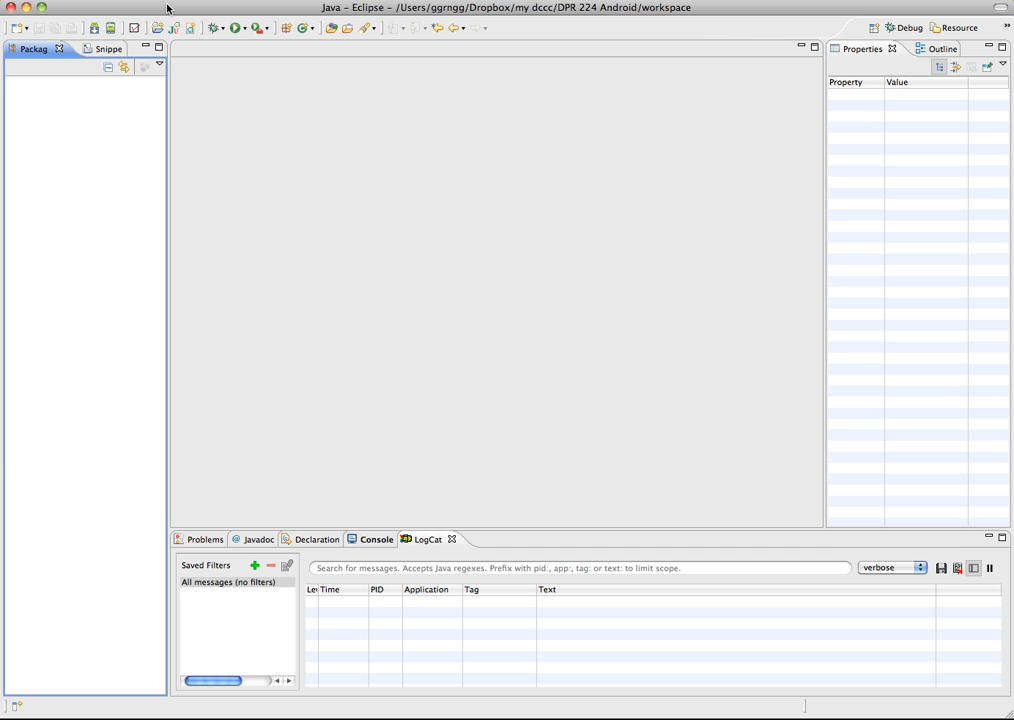 Java – Eclipse – /Users/ggrngg/Dropbox/my dccc/DPR 224 Android/workspace
Debug
Resource
»
Packag
Snippe
Properties
Outline
Property
Value
Problems
@ Javadoc
Declaration
Console
LogCat
Saved Filters
All messages (no filters)
Search for messages. Accepts Java regexes. Prefix with pid:, app:, tag: or text: to limit scope.
verbose
Le
Time
PID
Application
Tag
Text